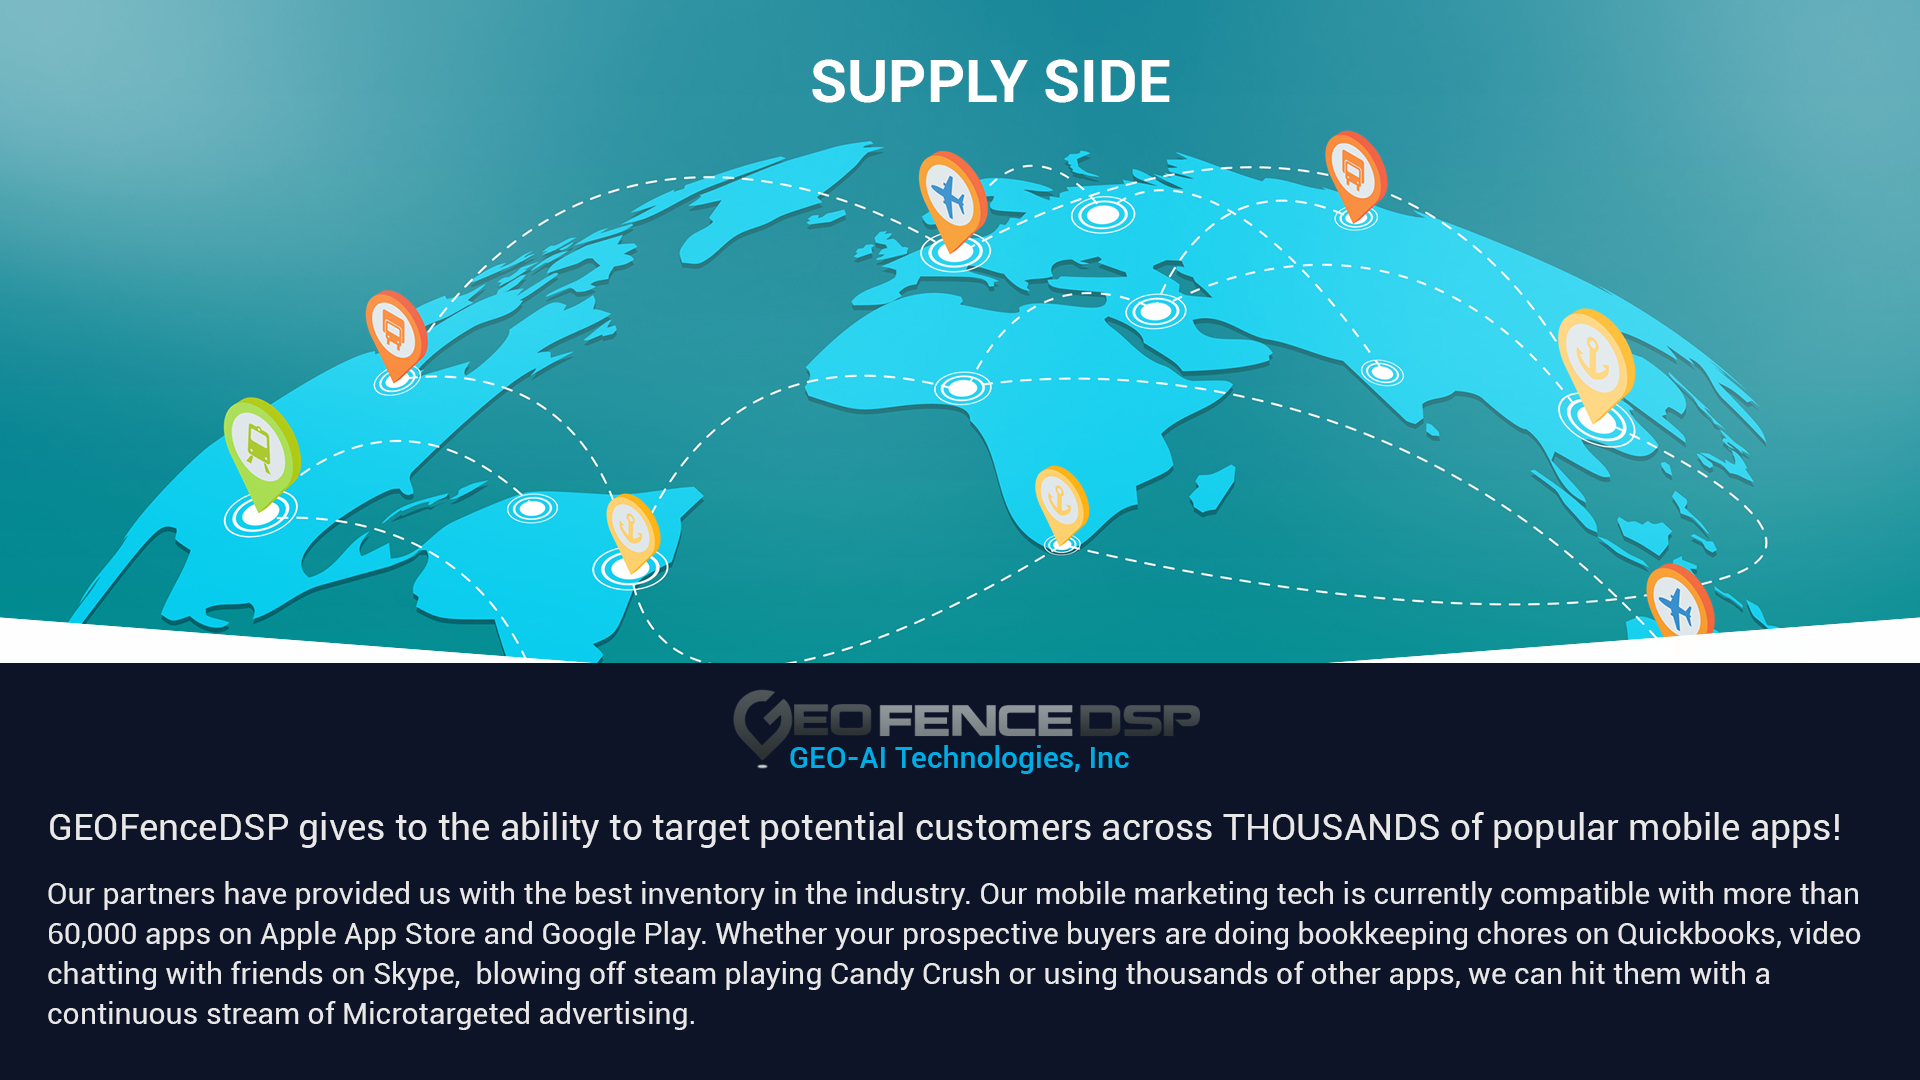 SUPPLY SIDE
GEOFENCEDSP
GEO-AI Technologies, Inc
GEOFenceDSP gives to the ability to target potential customers across THOUSANDS of popular mobile apps!
Our partners have provided us with the best inventory in the industry. Our mobile marketing tech is currently compatible with more than
60,000 apps on Apple App Store and Google Play. Whether your prospective buyers are doing bookkeeping chores on Quickbooks, video
chatting with friends on Skype,  blowing off steam playing Candy Crush or using thousands of other apps, we can hit them with a
continuous stream of Microtargeted advertising.